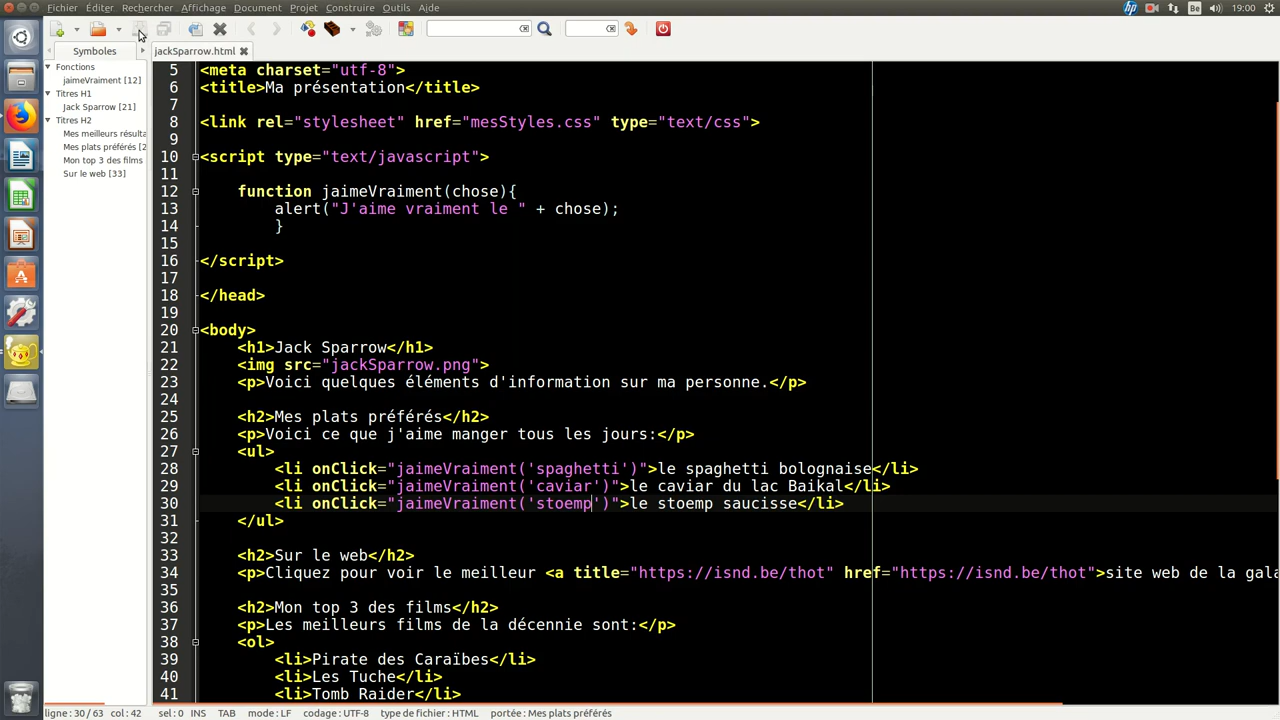 Fichier Éditer Rechercher Affichage Document Projet Construire Outils Aide
Be 19:00
Symboles
jackSparrow.html
Fonctions
jaimeVraiment [12]
Titres H1
Jack Sparrow [21]
Titres H2
Mes meilleurs résulta
Mes plats préférés [2
Mon top 3 des films
Sur le web [33]
5 <meta charset="utf-8">
6 <title>Ma présentation</title>
7
8 <link rel="stylesheet" href="mesStyles.css" type="text/css">
9
10 <script type="text/javascript">
11
12 function jaimeVraiment(chose){
13 alert("J'aime vraiment le " + chose);
14 }
15
16 </script>
17
18 </head>
19
20 <body>
21 <h1>Jack Sparrow</h1>
22 <img src="jackSparrow.png">
23 <p>Voici quelques éléments d'information sur ma personne.</p>
24
25 <h2>Mes plats préférés</h2>
26 <p>Voici ce que j'aime manger tous les jours:</p>
27 <ul>
28 <li onClick="jaimeVraiment('spaghetti')">le spaghetti bolognaise</li>
29 <li onClick="jaimeVraiment('caviar')">le caviar du lac Baikal</li>
30 <li onClick="jaimeVraiment('stoemp')">le stoemp saucisse</li>
31 </ul>
32
33 <h2>Sur le web</h2>
34 <p>Cliquez pour voir le meilleur <a title="https://isnd.be/thot" href="https://isnd.be/thot">site web de la gala
35
36 <h2>Mon top 3 des films</h2>
37 <p>Les meilleurs films de la décennie sont:</p>
38 <ol>
39 <li>Pirate des Caraïbes</li>
40 <li>Les Tuche</li>
41 <li>Tomb Raider</li>
ligne : 30 / 63 col : 42 sel : 0 INS TAB mode : LF codage : UTF-8 type de fichier : HTML portée : Mes plats préférés